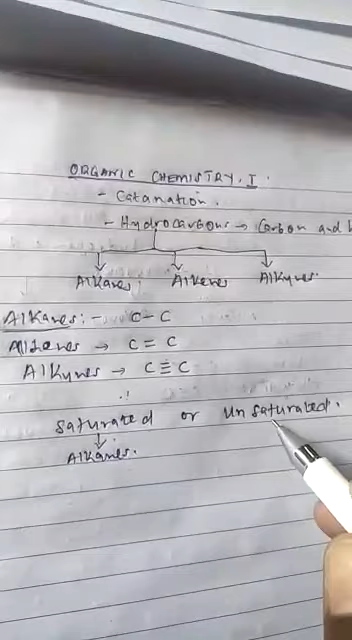 ORGANIC CHEMISTRY. I.
- Catanation.
- Hydrocarbons → Carbon and
Alkanes. Alkenes Alkynes.
Alkanes:- C-C
Alkenes → C = C
Alkynes → C ≡ C
Saturated or Unsaturated.
Alkanes.